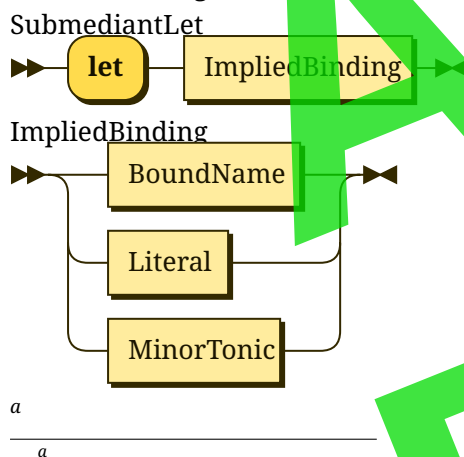 SubmediantLet
let ImpliedBinding
ImpliedBinding
BoundName
Literal
MinorTonic
a
a